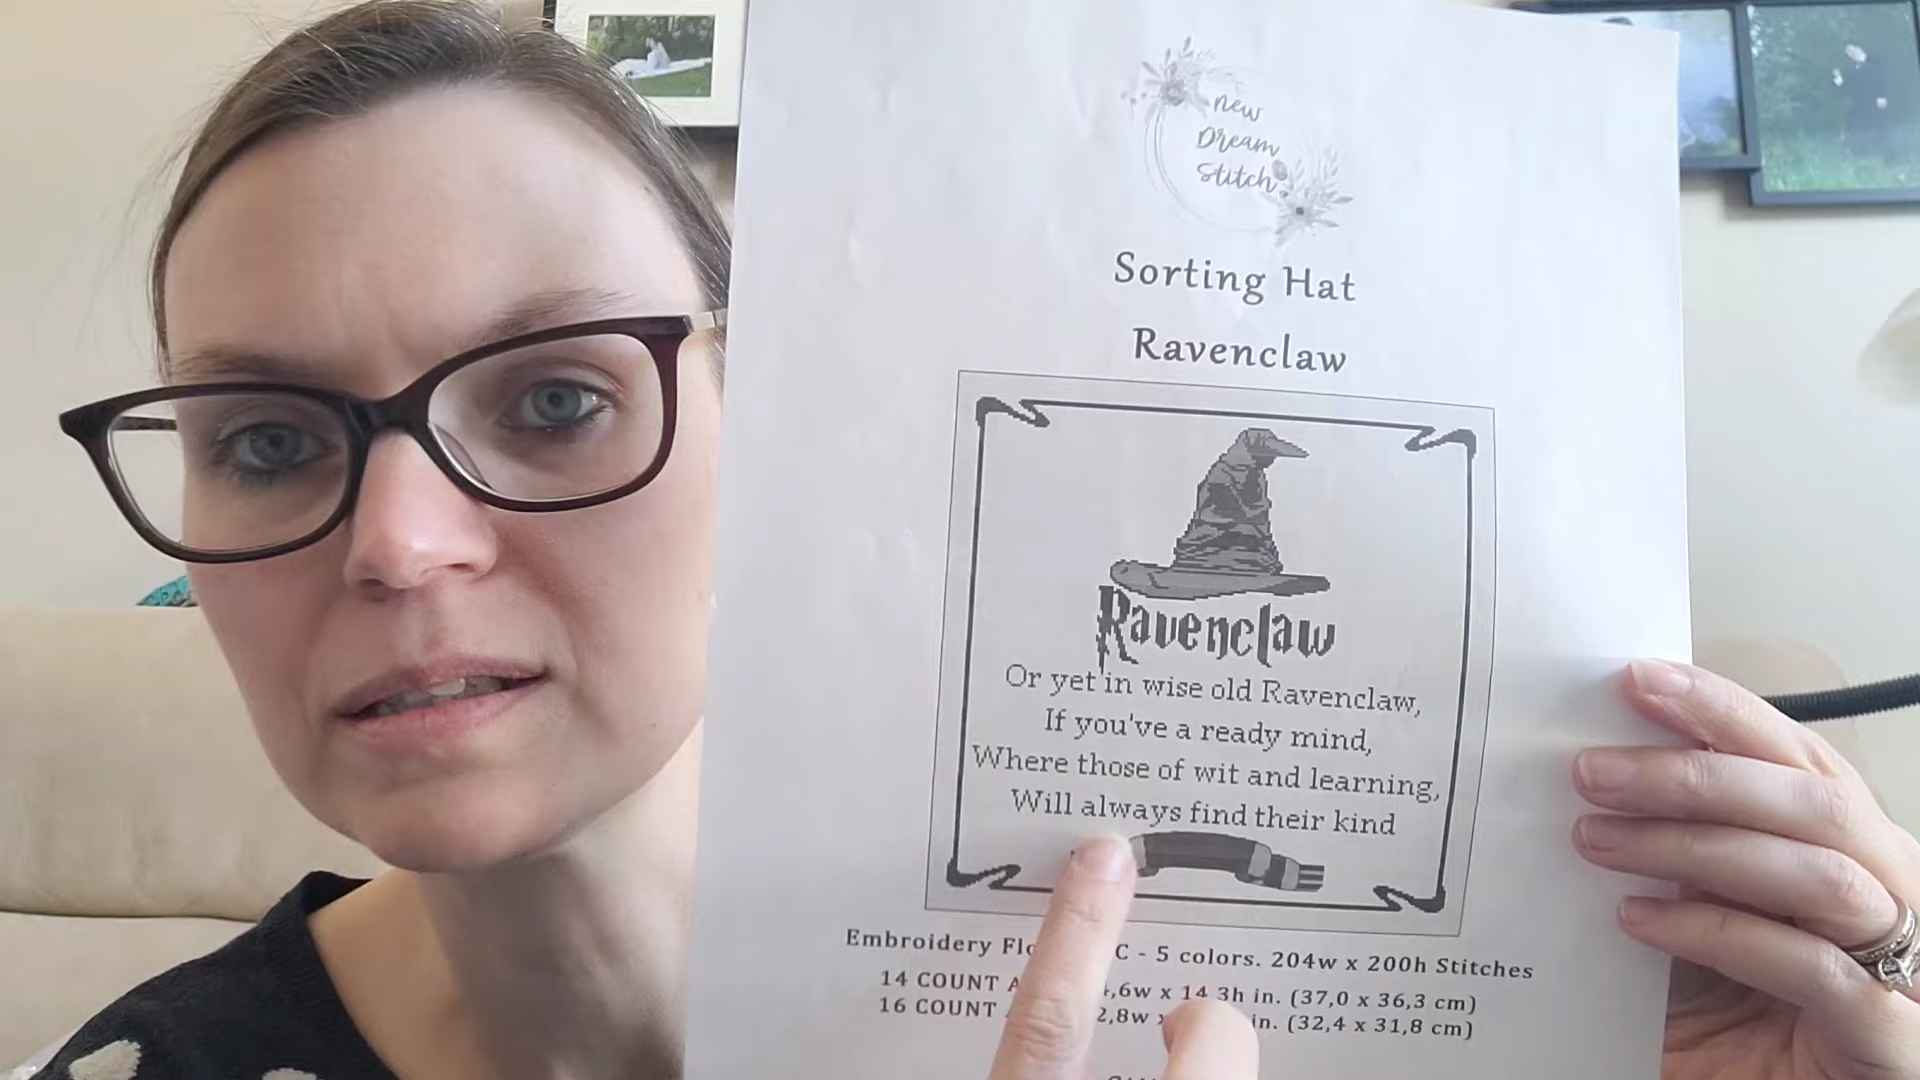 new
Dream
Stitch
Sorting Hat
Ravenclaw
Ravenclaw
Or yet in wise old Ravenclaw,
If you've a ready mind,
Where those of wit and learning,
Will always find their kind
Embroidery - 5 colors. 204w x 200h Stitches
14 COUNT x 14,3h in. (37,0 x 36,3 cm)
16 COUNT in. (32,4 x 31,8 cm)